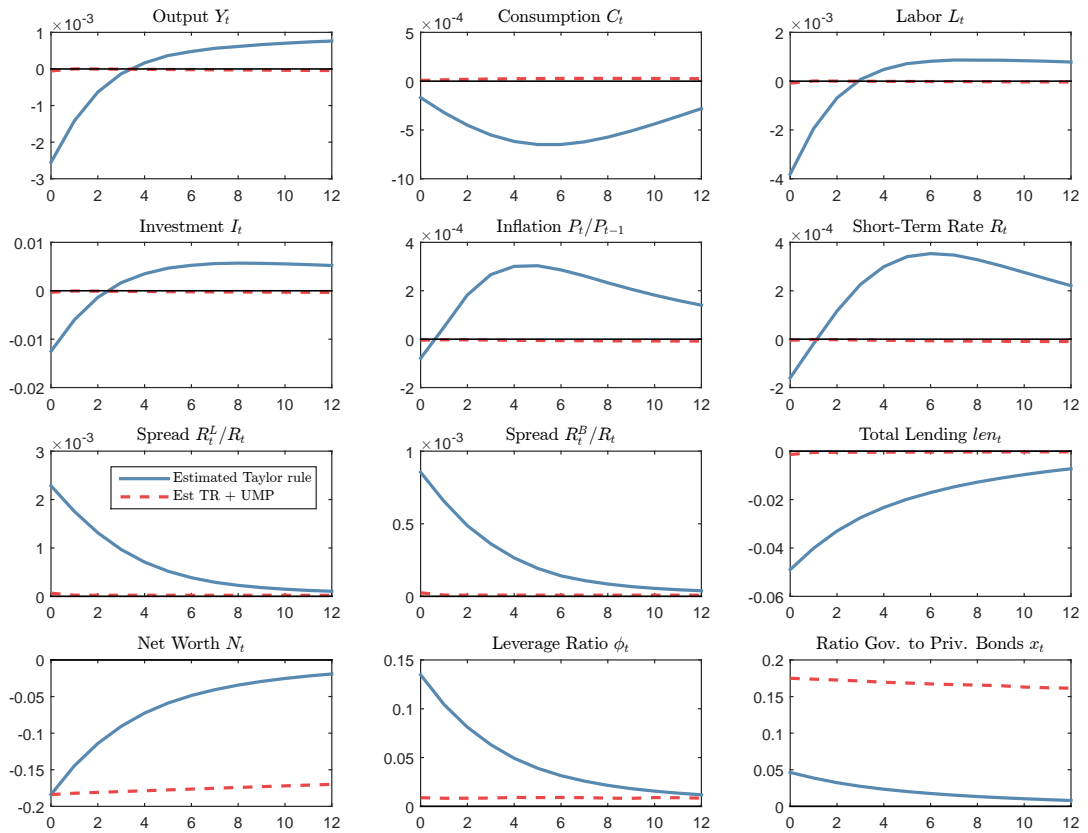 Output Y_t
×10^-3
1
0
-1
-2
-3
0 2 4 6 8 10 12
Consumption C_t
×10^-4
5
0
-5
-10
0 2 4 6 8 10 12
Labor L_t
×10^-3
2
0
-2
-4
0 2 4 6 8 10 12
Investment I_t
0.01
0
-0.01
-0.02
0 2 4 6 8 10 12
Inflation P_t/P_{t−1}
×10^-4
4
2
0
-2
0 2 4 6 8 10 12
Short-Term Rate R_t
×10^-4
4
2
0
-2
0 2 4 6 8 10 12
Spread R_t^L/R_t
×10^-3
3
2
1
0
Estimated Taylor rule
Est TR + UMP
0 2 4 6 8 10 12
Spread R_t^B/R_t
×10^-3
1
0.5
0
0 2 4 6 8 10 12
Total Lending len_t
0
-0.02
-0.04
-0.06
0 2 4 6 8 10 12
Net Worth N_t
0
-0.05
-0.1
-0.15
-0.2
0 2 4 6 8 10 12
Leverage Ratio ϕ_t
0.15
0.1
0.05
0
0 2 4 6 8 10 12
Ratio Gov. to Priv. Bonds x_t
0.2
0.15
0.1
0.05
0
0 2 4 6 8 10 12